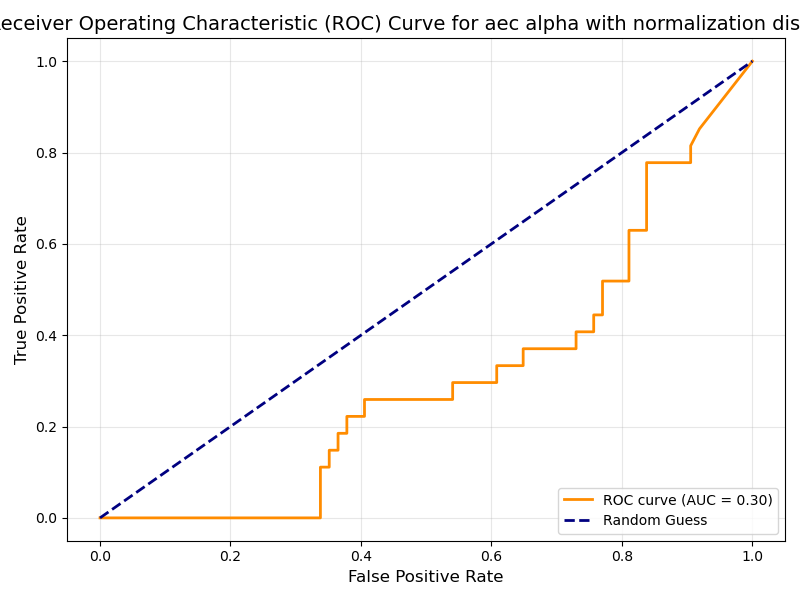 eceiver Operating Characteristic (ROC) Curve for aec alpha with normalization dis
True Positive Rate
1.0
0.8
0.6
0.4
0.2
0.0
0.0 0.2 0.4 0.6 0.8 1.0
False Positive Rate
ROC curve (AUC = 0.30)
Random Guess